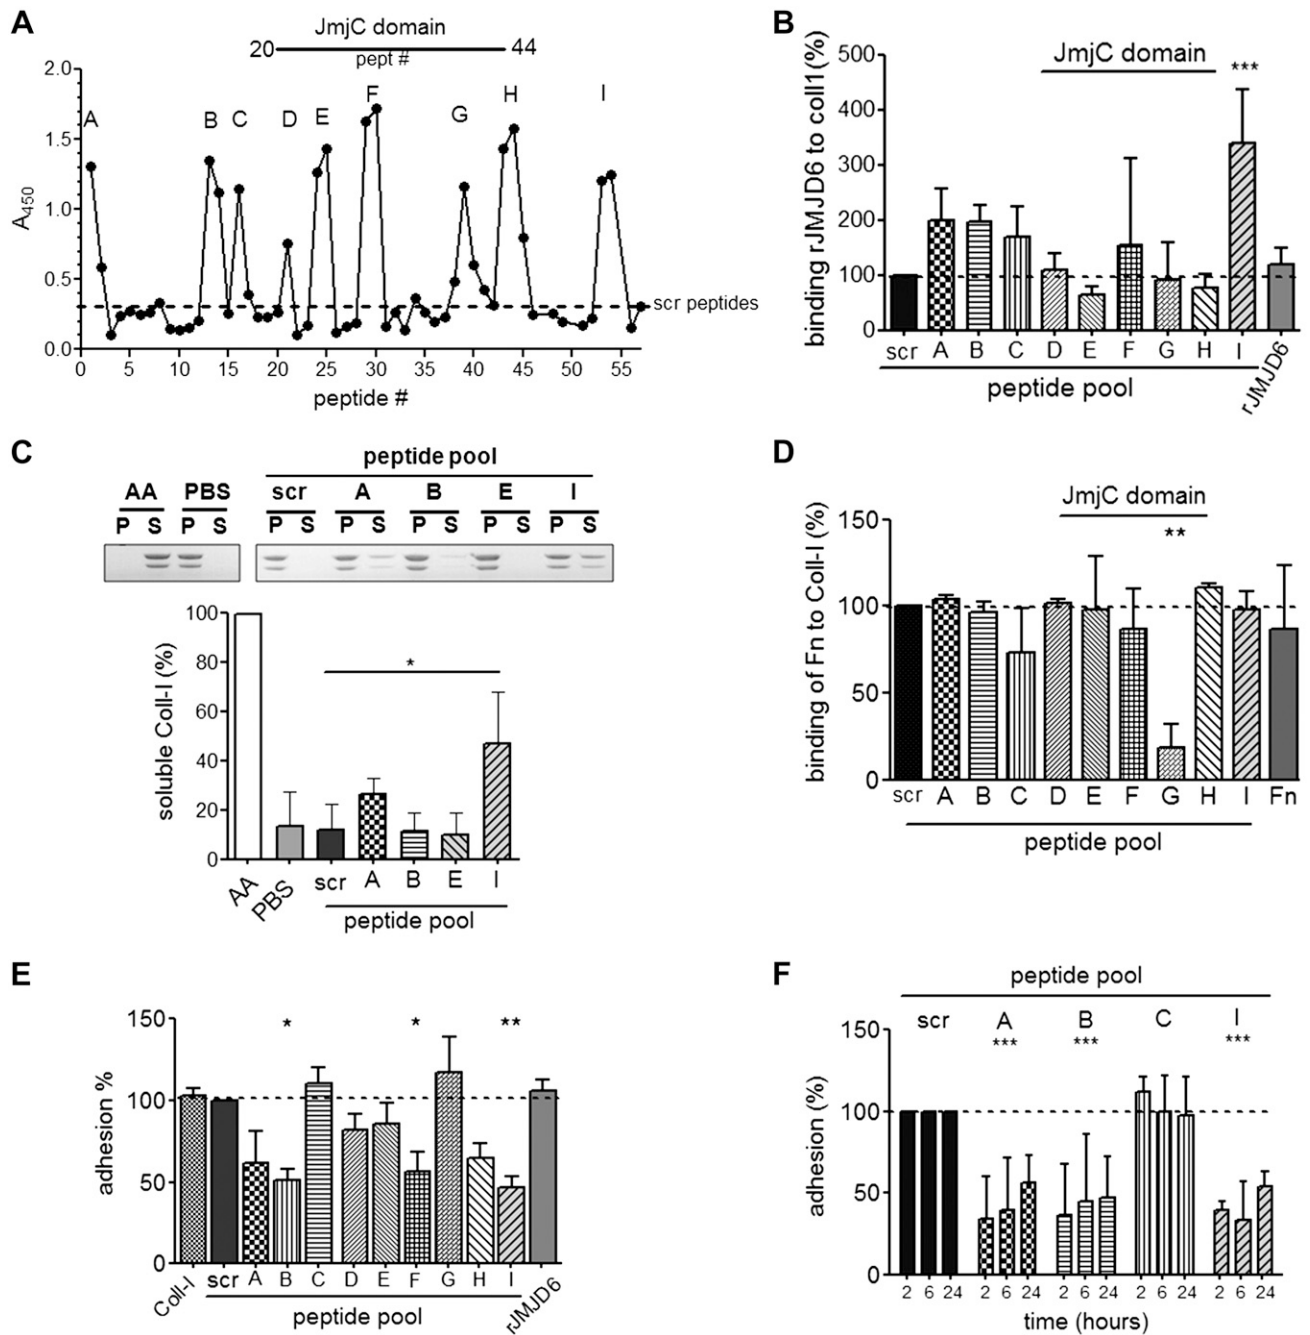 A
JmjC domain
20 44
pept #
A B C D E F G H I
2.0
1.5
1.0
0.5
0.0
A450
scr peptides
0 5 10 15 20 25 30 35 40 45 50 55
peptide #
B
JmjC domain
***
500
400
300
200
100
0
binding rJMJD6 to coll1(%)
scr A B C D E F G H I rJMJD6
peptide pool
C
peptide pool
AA PBS scr A B E I
P S P S P S P S P S P S P S
100
80
60
40
20
0
soluble Coll-I (%)
*
AA PBS scr A B E I
peptide pool
D
JmjC domain
**
150
100
50
0
binding of Fn to Coll-I (%)
scr A B C D E F G H I Fn
peptide pool
E
150
100
50
0
adhesion %
* * **
Coll-I scr A B C D E F G H I rJMJD6
peptide pool
F
peptide pool
scr A B C I
*** *** ***
150
100
50
0
adhesion (%)
2 6 24 2 6 24 2 6 24 2 6 24 2 6 24
time (hours)